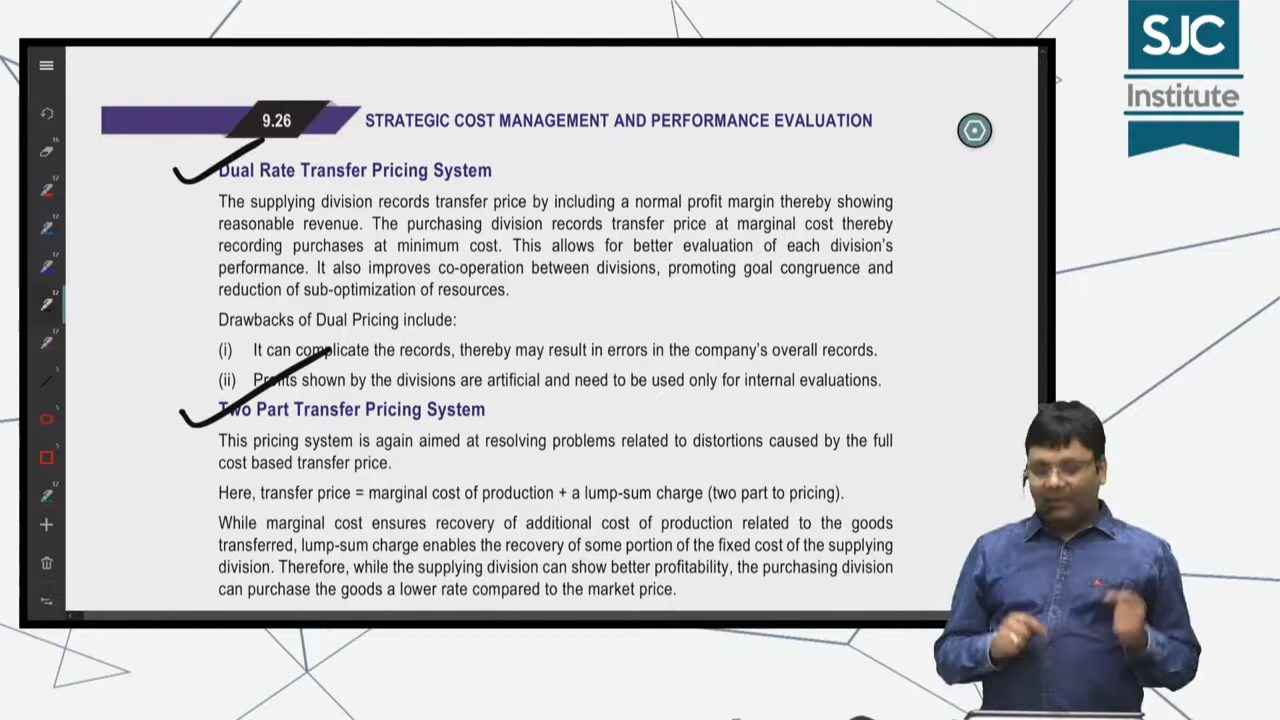 SJC
Institute
9.26 STRATEGIC COST MANAGEMENT AND PERFORMANCE EVALUATION
Dual Rate Transfer Pricing System
The supplying division records transfer price by including a normal profit margin thereby showing
reasonable revenue. The purchasing division records transfer price at marginal cost thereby
recording purchases at minimum cost. This allows for better evaluation of each division's
performance. It also improves co-operation between divisions, promoting goal congruence and
reduction of sub-optimization of resources.
Drawbacks of Dual Pricing include:
(i) It can complicate the records, thereby may result in errors in the company's overall records.
(ii) Profits shown by the divisions are artificial and need to be used only for internal evaluations.
Two Part Transfer Pricing System
This pricing system is again aimed at resolving problems related to distortions caused by the full
cost based transfer price.
Here, transfer price = marginal cost of production + a lump-sum charge (two part to pricing).
While marginal cost ensures recovery of additional cost of production related to the goods
transferred, lump-sum charge enables the recovery of some portion of the fixed cost of the supplying
division. Therefore, while the supplying division can show better profitability, the purchasing division
can purchase the goods a lower rate compared to the market price.